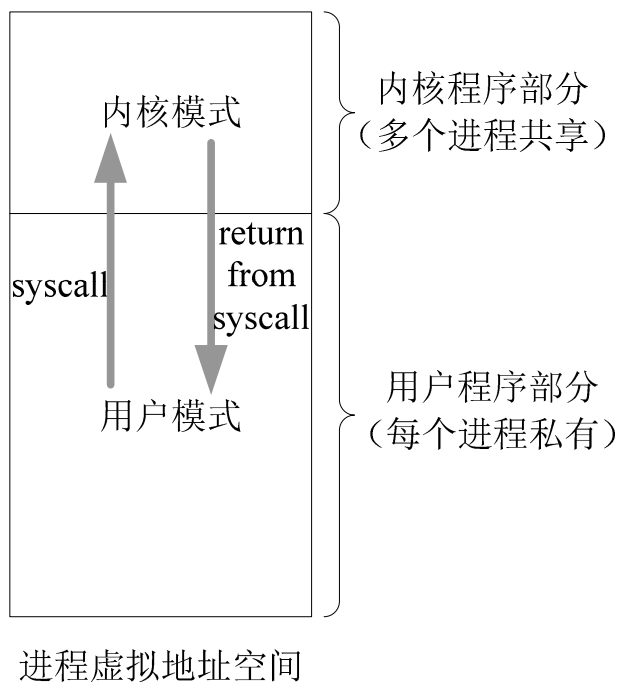 内核模式
内核程序部分
（多个进程共享）
syscall
return
from
syscall
用户模式
用户程序部分
（每个进程私有）
进程虚拟地址空间